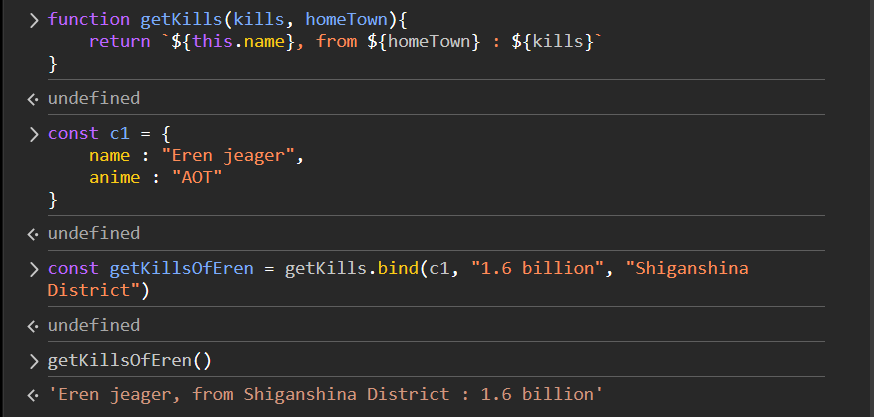 function getKills(kills, homeTown){
return `${this.name}, from ${homeTown} : ${kills}`
}
undefined
const c1 = {
name : "Eren jeager",
anime : "AOT"
}
undefined
const getKillsOfEren = getKills.bind(c1, "1.6 billion", "Shiganshina
District")
undefined
getKillsOfEren()
'Eren jeager, from Shiganshina District : 1.6 billion'